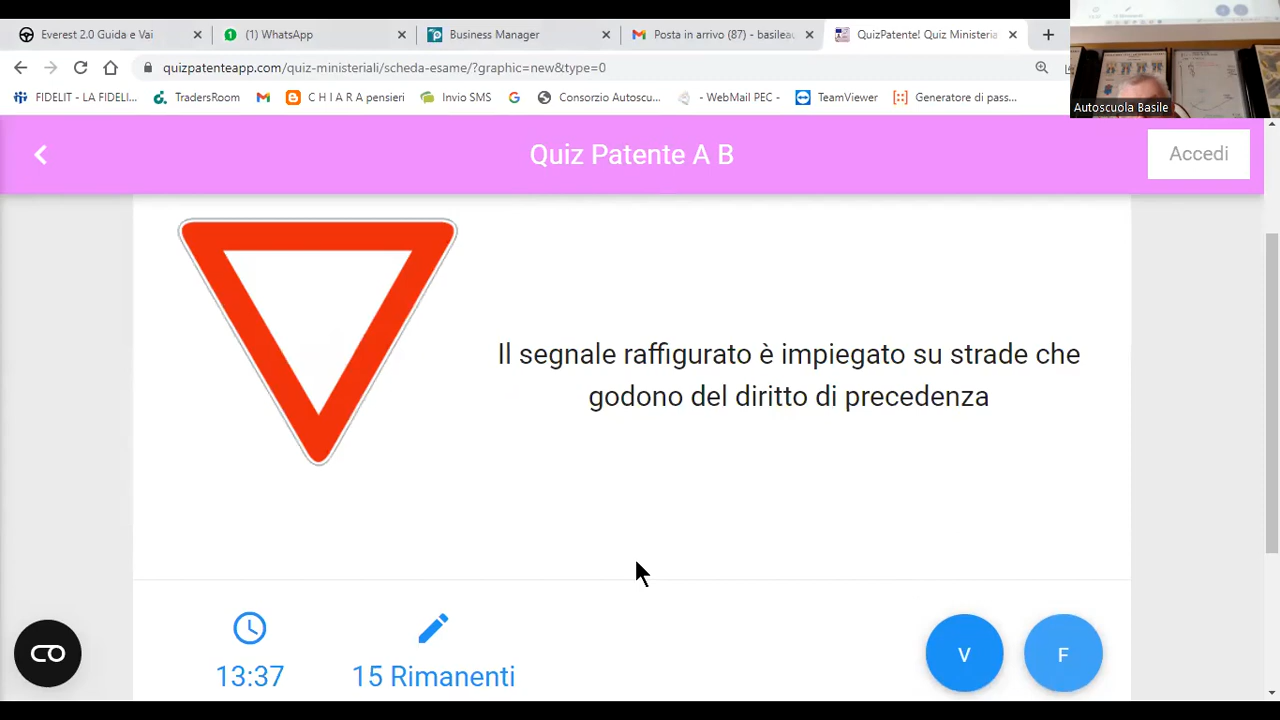 Everest 2.0 Guida e Vai
(1) WhatsApp
Business Manager
Posta in arrivo (87) - basileau
QuizPatente! Quiz Ministeria
quizpatenteapp.com/quiz-ministeriali/scheda-esame/?graphic=new&type=0
FIDELIT - LA FIDELI...
TradersRoom
C H I A R A pensieri
Invio SMS
Consorzio Autoscu...
- WebMail PEC -
TeamViewer
Generatore di pass...
Autoscuola Basile
Quiz Patente A B
Accedi
Il segnale raffigurato è impiegato su strade che
godono del diritto di precedenza
13:37
15 Rimanenti
V
F